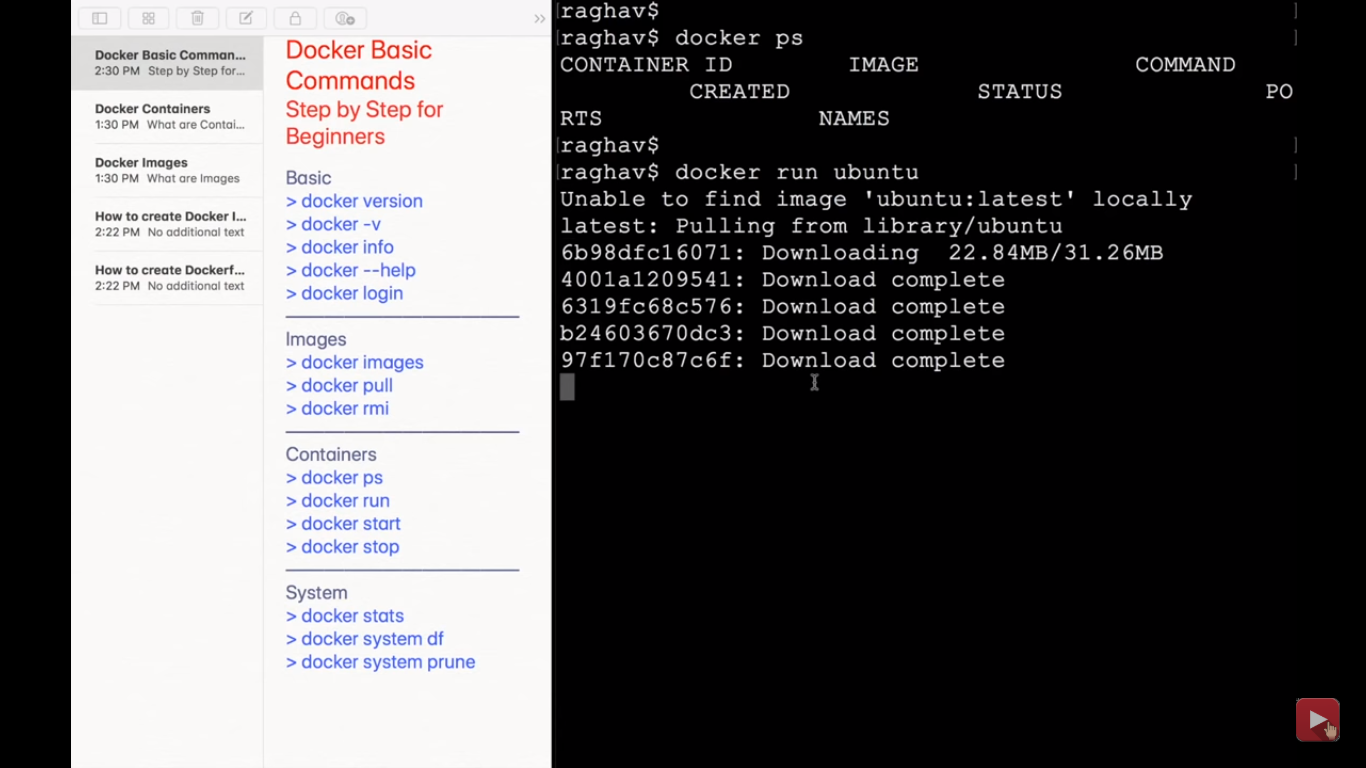 Docker Basic Comman...
2:30 PM Step by Step for...
Docker Containers
1:30 PM What are Contai...
Docker Images
1:30 PM What are Images
How to create Docker I...
2:22 PM No additional text
How to create Dockerf...
2:22 PM No additional text
Docker Basic
Commands
Step by Step for
Beginners
Basic
> docker version
> docker -v
> docker info
> docker --help
> docker login
Images
> docker images
> docker pull
> docker rmi
Containers
> docker ps
> docker run
> docker start
> docker stop
System
> docker stats
> docker system df
> docker system prune
[raghav$ ]
[raghav$ docker ps ]
CONTAINER ID IMAGE COMMAND
CREATED STATUS PO
RTS NAMES
[raghav$ ]
[raghav$ docker run ubuntu ]
Unable to find image 'ubuntu:latest' locally
latest: Pulling from library/ubuntu
6b98dfc16071: Downloading 22.84MB/31.26MB
4001a1209541: Download complete
6319fc68c576: Download complete
b24603670dc3: Download complete
97f170c87c6f: Download complete